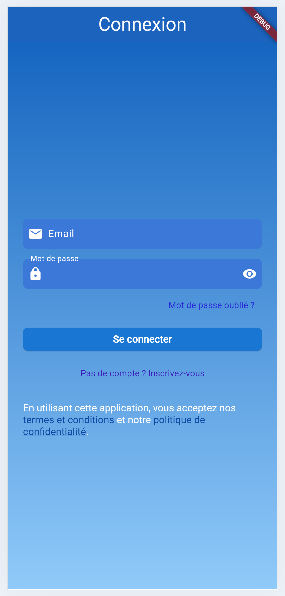 Connexion
DEBUG
Email
Mot de passe
Mot de passe oublié ?
Se connecter
Pas de compte ? Inscrivez-vous
En utilisant cette application, vous acceptez nos
termes et conditions et notre politique de
confidentialité.